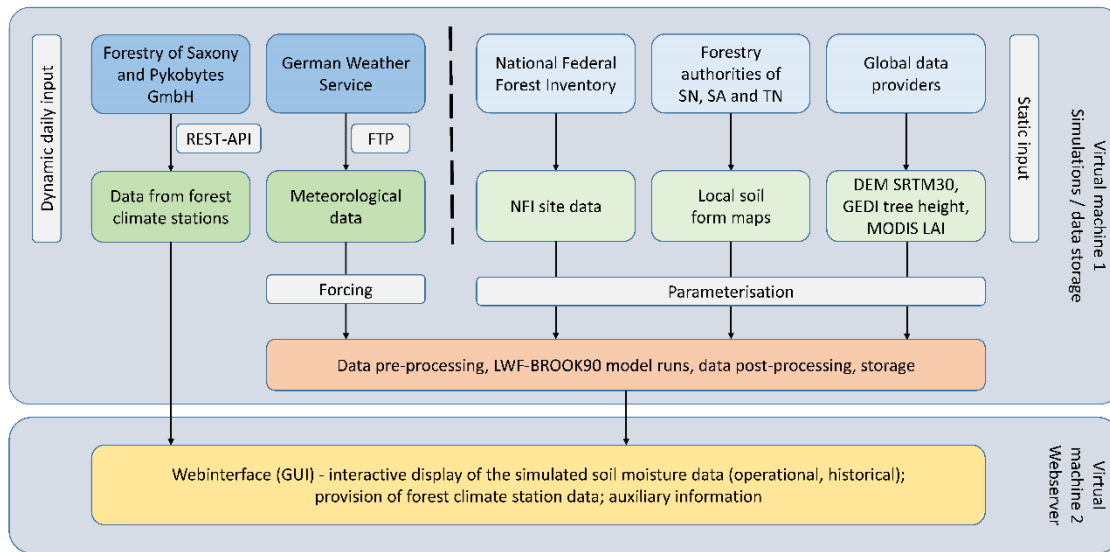 Dynamic daily input
Forestry of Saxony
and Pykobytes
GmbH
German Weather
Service
National Federal
Forest Inventory
Forestry
authorities of
SN, SA and TN
Global data
providers
Static input
Virtual machine 1
Simulations / data storage
REST-API
FTP
Data from forest
climate stations
Meteorological
data
NFI site data
Local soil
form maps
DEM SRTM30,
GEDI tree height,
MODIS LAI
Forcing
Parameterisation
Data pre-processing, LWF-BROOK90 model runs, data post-processing, storage
Webinterface (GUI) - interactive display of the simulated soil moisture data (operational, historical);
provision of forest climate station data; auxiliary information
Virtual
machine 2
Webserver